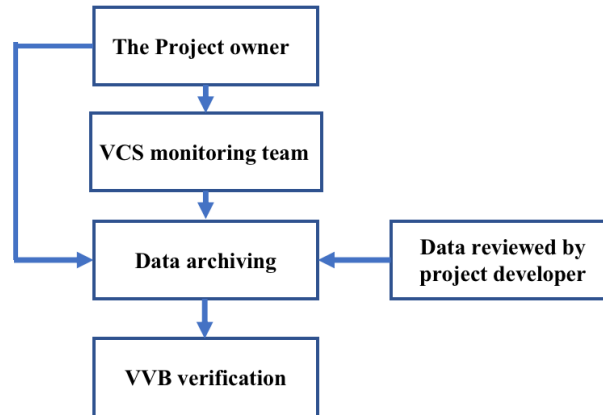 The Project owner
VCS monitoring team
Data archiving
Data reviewed by
project developer
VVB verification